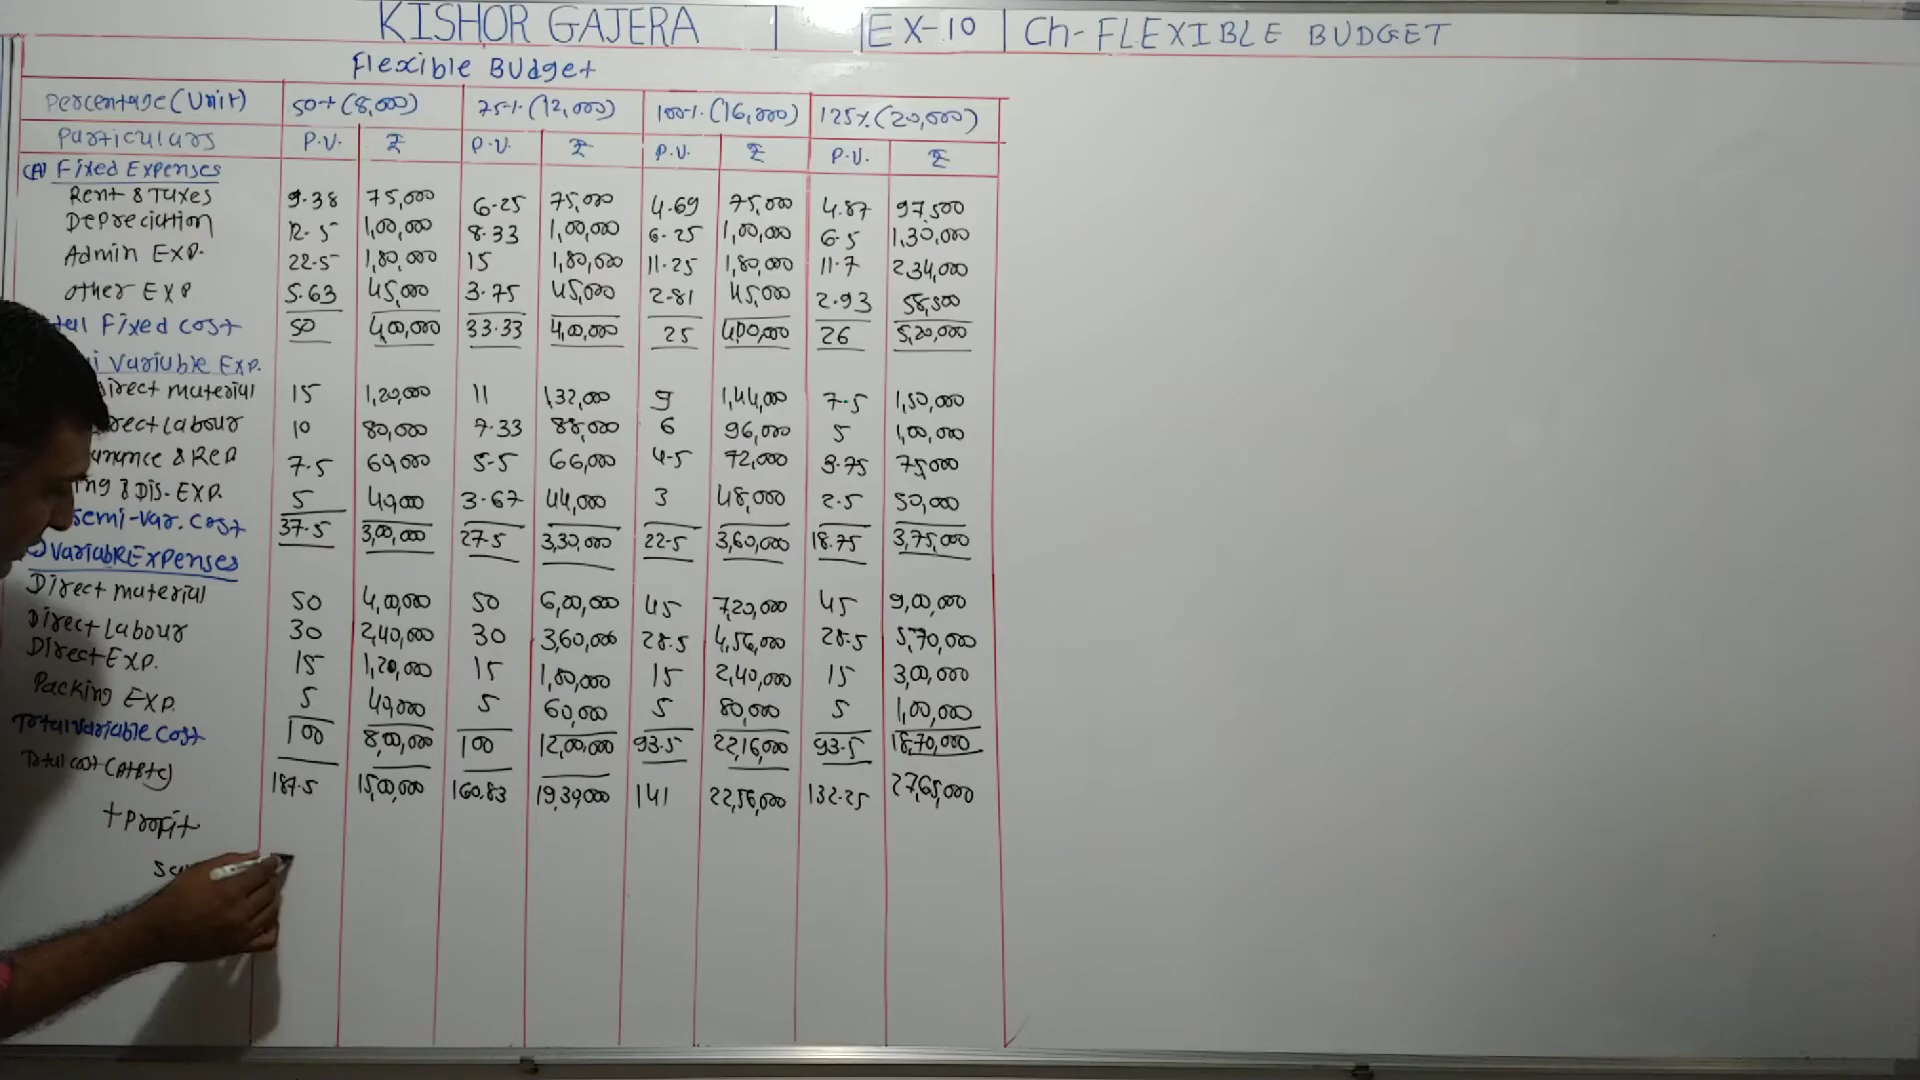 KISHOR GAJERA | EX-10 | Ch- FLEXIBLE BUDGET
Flexible Budget
Percentage(Unit) 50% (8,000) 75% (12,000) 100% (16,000) 125% (20,000)
Particulars P.U. ₹ P.U. ₹ P.U. ₹ P.U. ₹
(A) Fixed Expenses
Rent & Taxes 9.38 75,000 6.25 75,000 4.69 75,000 4.87 97,500
Depreciation 12.5 1,00,000 8.33 1,00,000 6.25 1,00,000 6.5 1,30,000
Admin Exp. 22.5 1,80,000 15 1,80,000 11.25 1,80,000 11.7 2,34,000
Other Exp 5.63 45,000 3.75 45,000 2.81 45,000 2.93 58,500
Fixed Cost 50 4,00,000 33.33 4,00,000 25 4,00,000 26 5,20,000
Variable Exp.
Direct material 15 1,20,000 11 1,32,000 9 1,44,000 7.5 1,50,000
Labour 10 80,000 7.33 88,000 6 96,000 5 1,00,000
& Rep 7.5 60,000 5.5 66,000 4.5 72,000 3.75 75,000
& Dis. Exp. 5 40,000 3.67 44,000 3 48,000 2.5 50,000
Semi-Var. Cost 37.5 3,00,000 27.5 3,30,000 22.5 3,60,000 18.75 3,75,000
Variable Expenses
Direct material 50 4,00,000 50 6,00,000 45 7,20,000 45 9,00,000
Direct Labour 30 2,40,000 30 3,60,000 28.5 4,56,000 28.5 5,70,000
Direct Exp. 15 1,20,000 15 1,80,000 15 2,40,000 15 3,00,000
Packing Exp. 5 40,000 5 60,000 5 80,000 5 1,00,000
Total Variable Cost 100 8,00,000 100 12,00,000 93.5 22,16,000 93.5 18,70,000
Total cost (A+B+C) 187.5 15,00,000 160.83 19,30,000 141 22,56,000 132.25 27,65,000
+ Profit